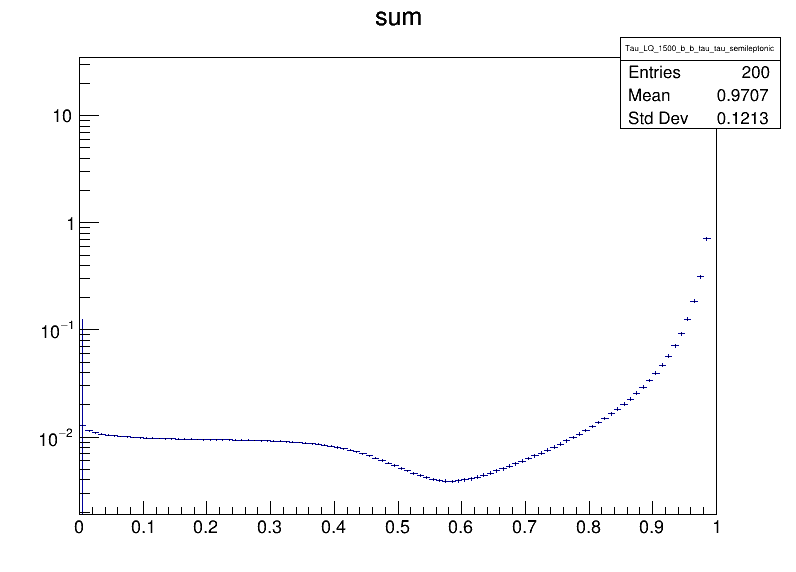 sum
Tau_LQ_1500_b_b_tau_tau_semileptonic
Entries 200
Mean 0.9707
Std Dev 0.1213
10
1
10⁻¹
10⁻²
0 0.1 0.2 0.3 0.4 0.5 0.6 0.7 0.8 0.9 1